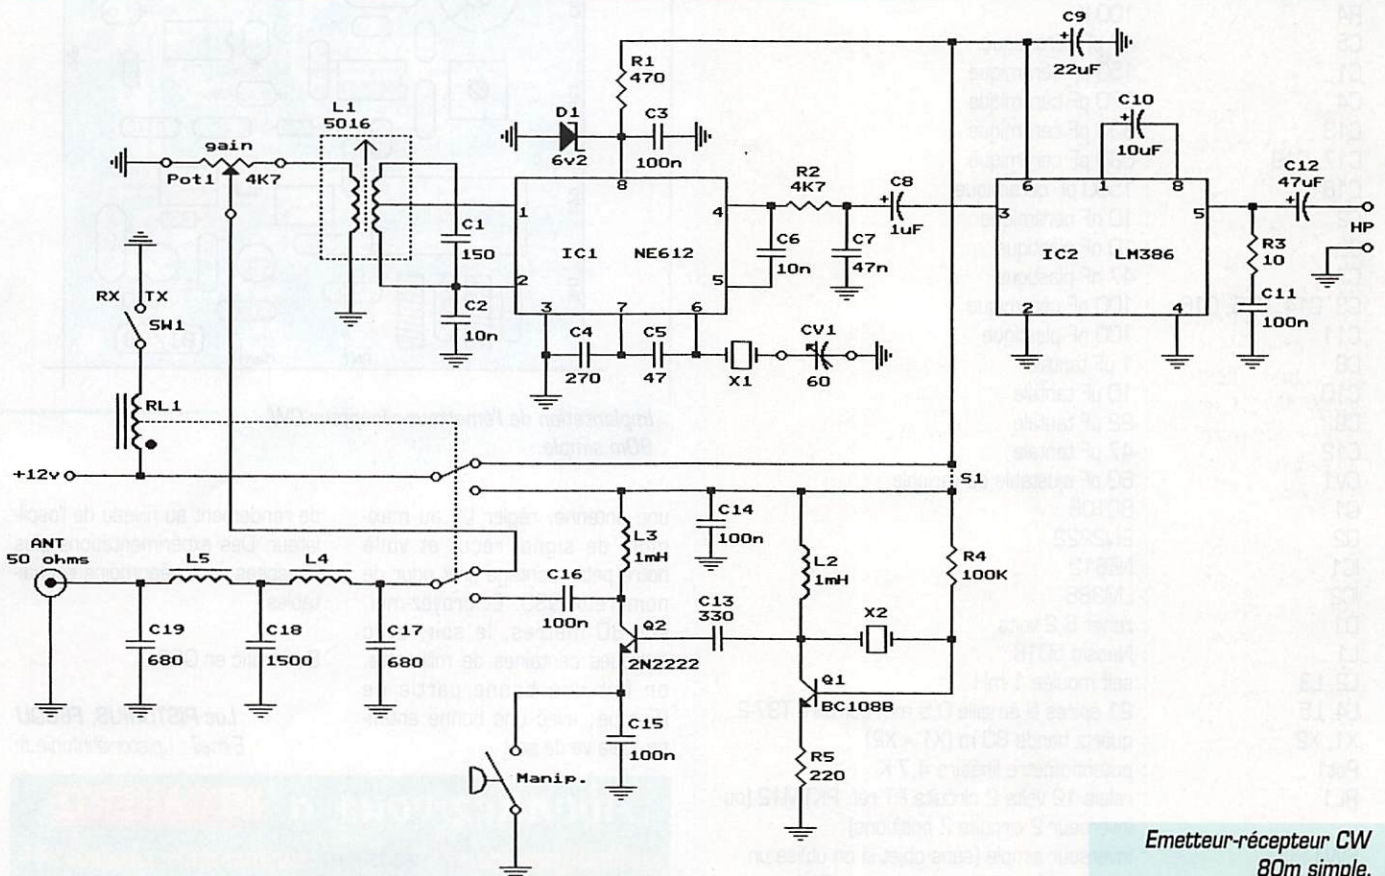 C9
+
22uF
R1
470
L1
5016
D1
6v2
C3
100n
C10
+
10uF
gain
Pot1
4K7
8
6
1
8
R2
4K7
C8
+
1uF
C12
47uF
+
1
4
3
5
HP
C1
150
IC1
NE612
C6
10n
C7
47n
IC2
LM386
R3
10
2
5
RX
TX
SW1
C2
10n
3
7
6
2
4
C11
100n
C4
270
C5
47
X1
CV1
60
RL1
+12v
S1
ANT
50 ohms
L5
L4
L3
1mH
C14
100n
L2
1mH
R4
100K
C16
100n
C13
330
X2
C19
680
C18
1500
C17
680
Q2
2N2222
Q1
BC108B
C15
100n
R5
220
Manip.
Emetteur-récepteur CW
80m simple.